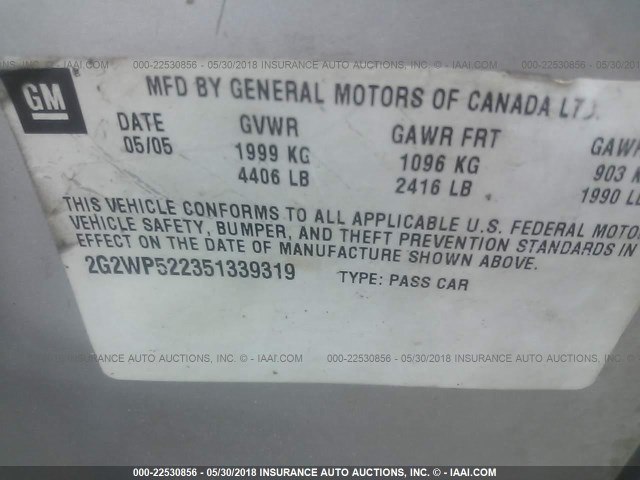 000-22530856 - 05/30/2018 INSURANCE AUTO AUCTIONS, INC. © - IAAI.COM
GM
MFD BY GENERAL MOTORS OF CANADA LTD.
DATE GVWR GAWR FRT
05/05 1999 KG 1096 KG 903 K
4406 LB 2416 LB 1990 LB
THIS VEHICLE CONFORMS TO ALL APPLICABLE U.S. FEDERAL MOTOR
VEHICLE SAFETY, BUMPER, AND THEFT PREVENTION STANDARDS IN
EFFECT ON THE DATE OF MANUFACTURE SHOWN ABOVE.
2G2WP522351339319 TYPE: PASS CAR
INSURANCE AUTO AUCTIONS, INC. © - IAAI.COM 000-22530856 - 05/30/2018 INSURANCE AUTO AUCTIONS, INC.
000-22530856 - 05/30/2018 INSURANCE AUTO AUCTIONS, INC. © - IAAI.COM